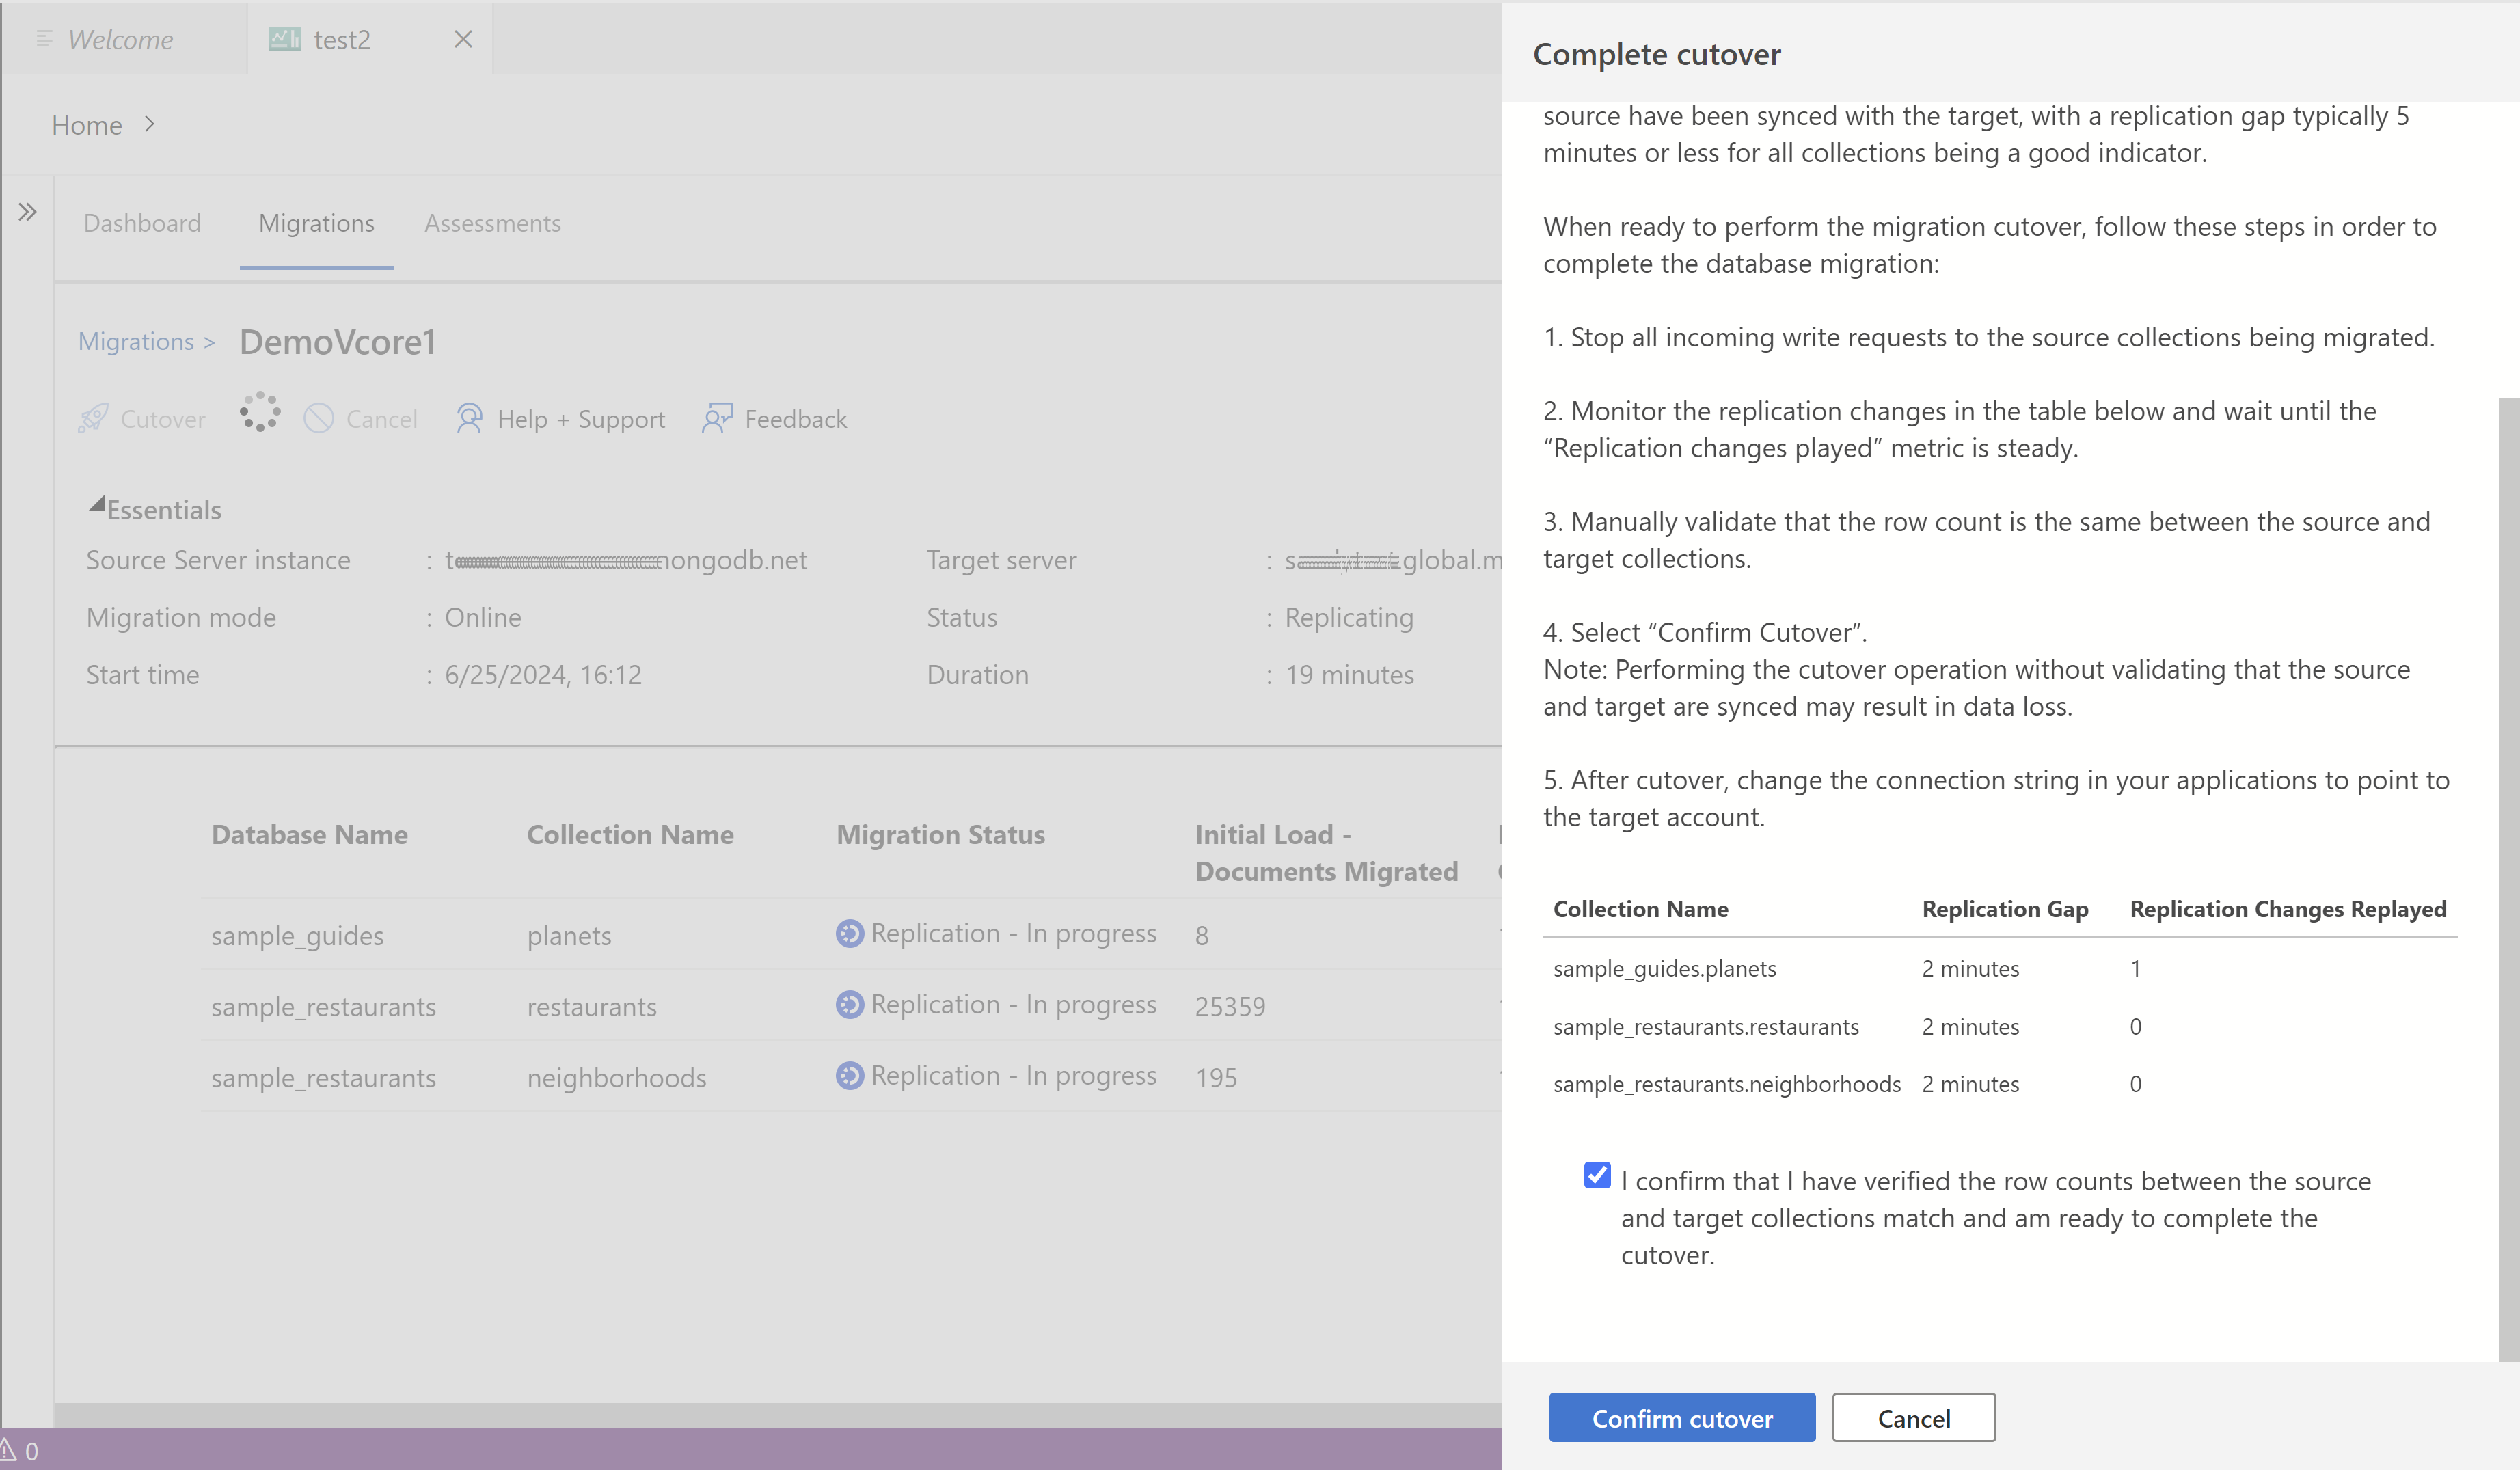 Welcome
test2
Home
Dashboard
Migrations
Assessments
Migrations >
DemoVcore1
Cutover
Cancel
Help + Support
Feedback
Essentials
Source Server instance : t ongodb.net
Target server : s .global.m
Migration mode : Online
Status : Replicating
Start time : 6/25/2024, 16:12
Duration : 19 minutes
Database Name Collection Name Migration Status Initial Load -
Documents Migrated
sample_guides planets Replication - In progress 8
sample_restaurants restaurants Replication - In progress 25359
sample_restaurants neighborhoods Replication - In progress 195
0
Complete cutover
source have been synced with the target, with a replication gap typically 5
minutes or less for all collections being a good indicator.
When ready to perform the migration cutover, follow these steps in order to
complete the database migration:
1. Stop all incoming write requests to the source collections being migrated.
2. Monitor the replication changes in the table below and wait until the
“Replication changes played” metric is steady.
3. Manually validate that the row count is the same between the source and
target collections.
4. Select “Confirm Cutover”.
Note: Performing the cutover operation without validating that the source
and target are synced may result in data loss.
5. After cutover, change the connection string in your applications to point to
the target account.
Collection Name Replication Gap Replication Changes Replayed
sample_guides.planets 2 minutes 1
sample_restaurants.restaurants 2 minutes 0
sample_restaurants.neighborhoods 2 minutes 0
I confirm that I have verified the row counts between the source
and target collections match and am ready to complete the
cutover.
Confirm cutover
Cancel